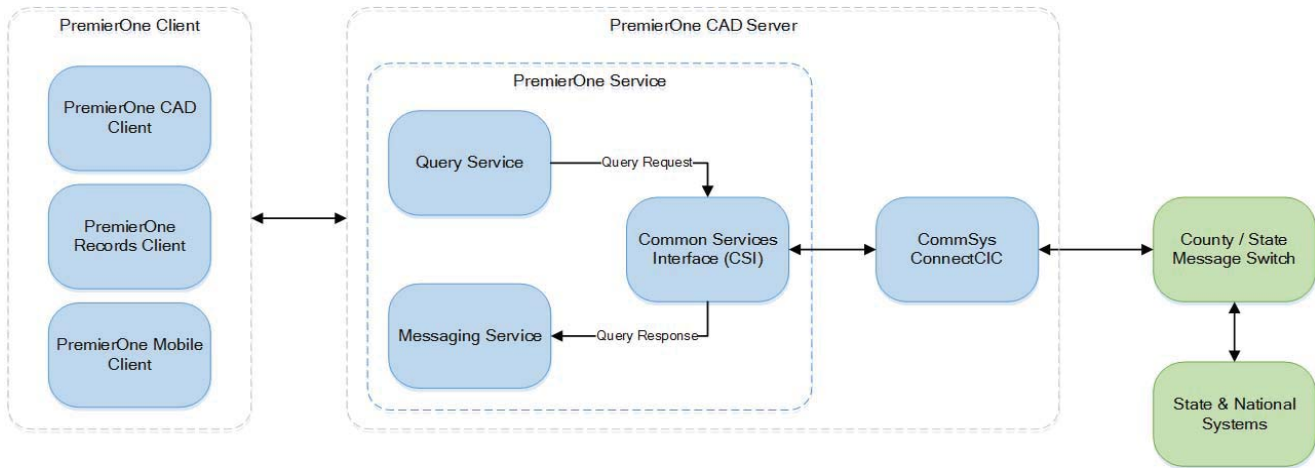 PremierOne Client
PremierOne CAD
Client
PremierOne
Records Client
PremierOne Mobile
Client
PremierOne CAD Server
PremierOne Service
Query Service
Query Request
Common Services
Interface (CSI)
Messaging Service
Query Response
CommSys
ConnectCIC
County / State
Message Switch
State & National
Systems